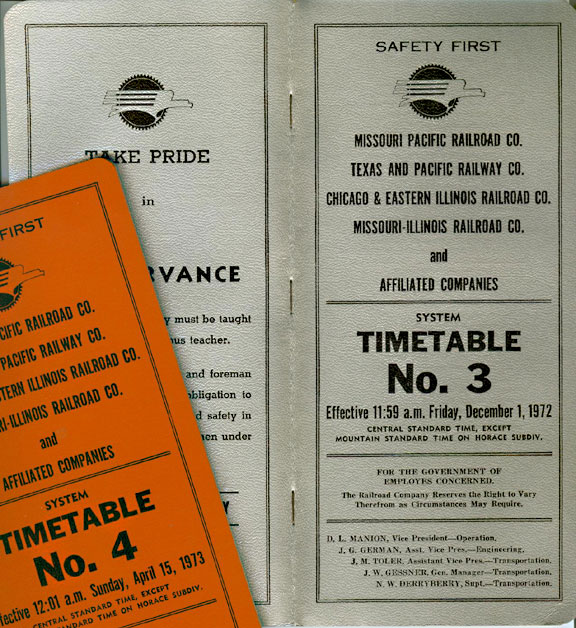 TAKE PRIDE
in
RVANCE
must be taught
us teacher.
and foreman
bligation to
safety in
en under
SAFETY FIRST
MISSOURI PACIFIC RAILROAD CO.
TEXAS AND PACIFIC RAILWAY CO.
CHICAGO & EASTERN ILLINOIS RAILROAD CO.
MISSOURI-ILLINOIS RAILROAD CO.
and
AFFILIATED COMPANIES
SYSTEM
TIMETABLE
No. 3
Effective 11:59 a.m. Friday, December 1, 1972
CENTRAL STANDARD TIME, EXCEPT
MOUNTAIN STANDARD TIME ON HORACE SUBDIV.
FOR THE GOVERNMENT OF
EMPLOYES CONCERNED.
The Railroad Company Reserves the Right to Vary
Therefrom as Circumstances May Require.
D. L. MANION, Vice President—Operation.
J. G. GERMAN, Asst. Vice Pres.—Engineering.
J. M. TOLER, Assistant Vice Pres.—Transportation.
J. W. GESSNER, Gen. Manager—Transportation.
N. W. DERRYBERRY, Supt.—Transportation.
FIRST
CIFIC RAILROAD CO.
PACIFIC RAILWAY CO.
TERN ILLINOIS RAILROAD CO.
RI-ILLINOIS RAILROAD CO.
and
AFFILIATED COMPANIES
SYSTEM
TIMETABLE
No. 4
ffective 12:01 a.m. Sunday, April 15, 1973
CENTRAL STANDARD TIME, EXCEPT
STANDARD TIME ON HORACE SUBDIV.